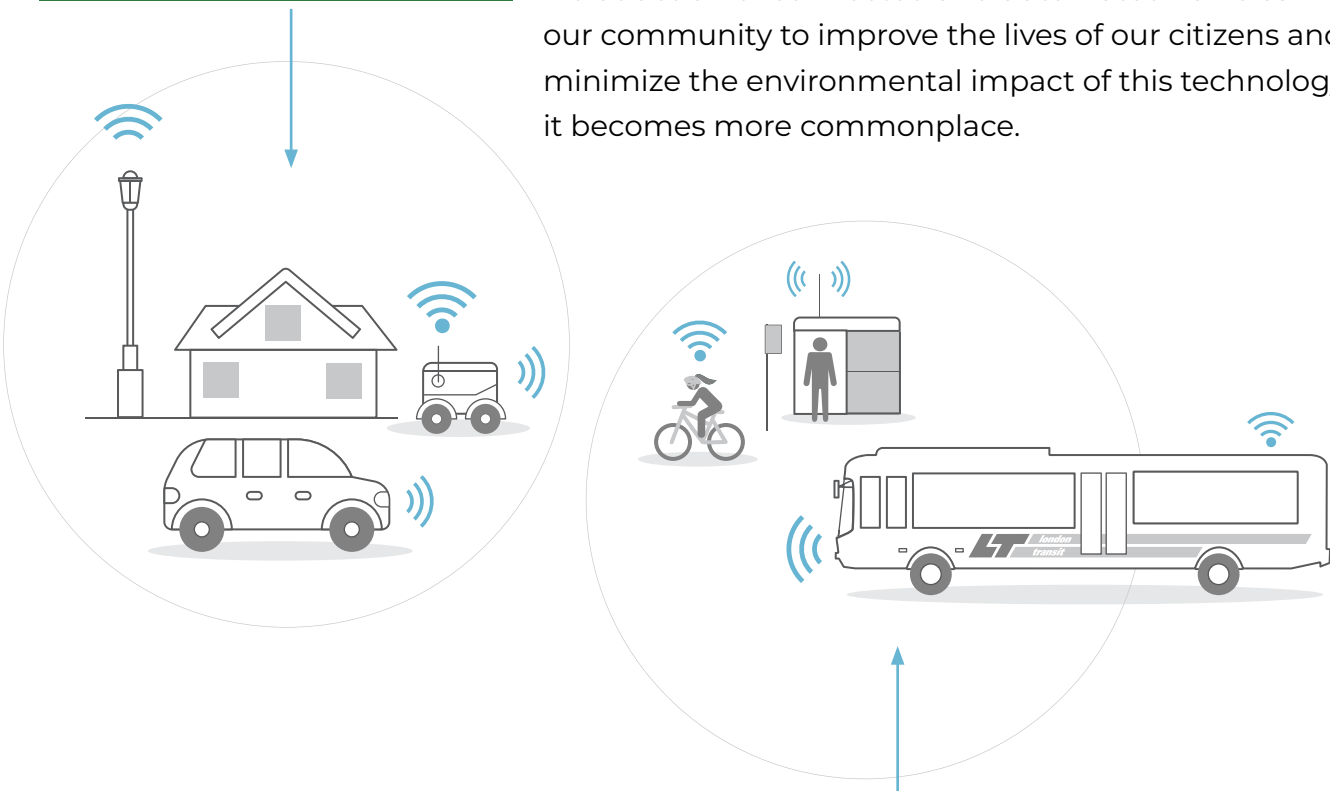 our community to improve the lives of our citizens and
minimize the environmental impact of this technolog
it becomes more commonplace.
LT london
transit